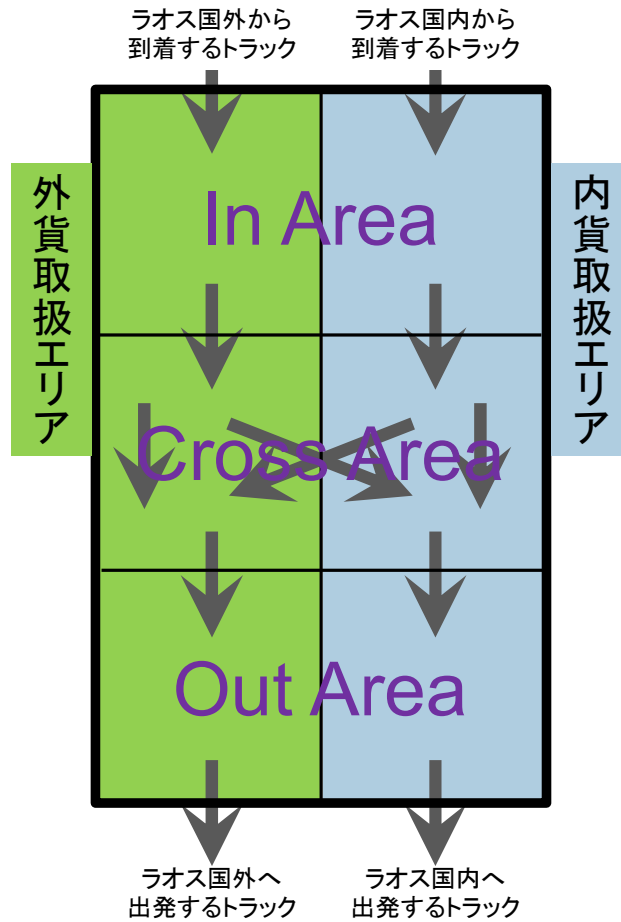 ラオス国外から
到着するトラック
ラオス国内から
到着するトラック
外貨取扱エリア
内貨取扱エリア
In Area
Cross Area
Out Area
ラオス国外へ
出発するトラック
ラオス国内へ
出発するトラック